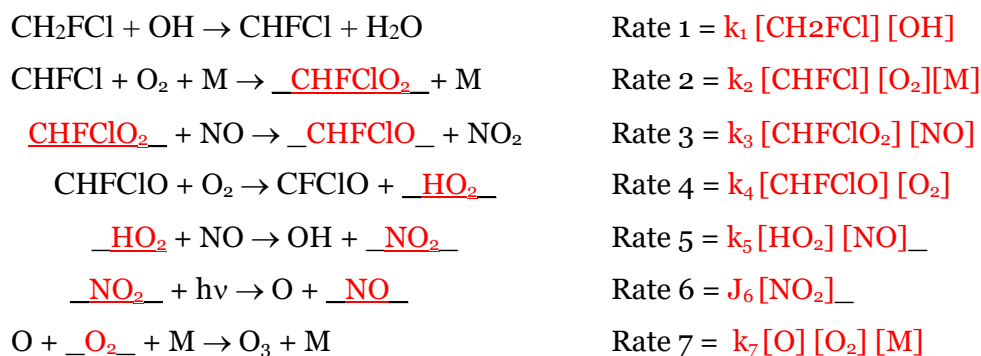 CH₂FCl + OH → CHFCl + H₂O Rate 1 = k₁ [CH2FCl] [OH]
CHFCl + O₂ + M → _CHFClO₂_ + M Rate 2 = k₂ [CHFCl] [O₂][M]
CHFClO₂_ + NO → _CHFClO_ + NO₂ Rate 3 = k₃ [CHFClO₂] [NO]
CHFClO + O₂ → CFClO + _HO₂_ Rate 4 = k₄ [CHFClO] [O₂]
_HO₂ + NO → OH + _NO₂_ Rate 5 = k₅ [HO₂] [NO]_
_NO₂_ + hν → O + _NO_ Rate 6 = J₆ [NO₂]_
O + _O₂_ + M → O₃ + M Rate 7 = k₇ [O] [O₂] [M]